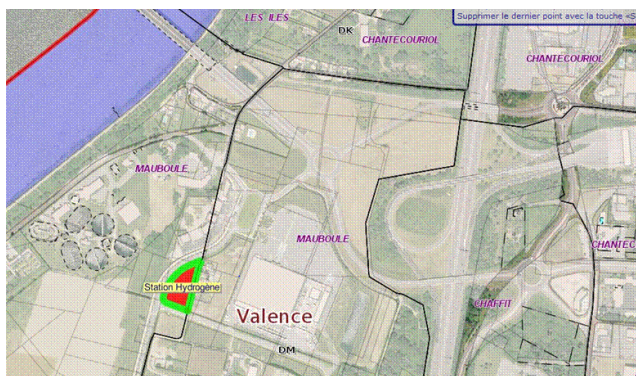 LES ILES
Supprimer le dernier point avec la touche <S
DK
CHANTECOURIOL
CHANTECOURIOL
MAUBOULE
MAUBOULE
CHANTEC
Station Hydrogène
CHAFFIT
Valence
DM